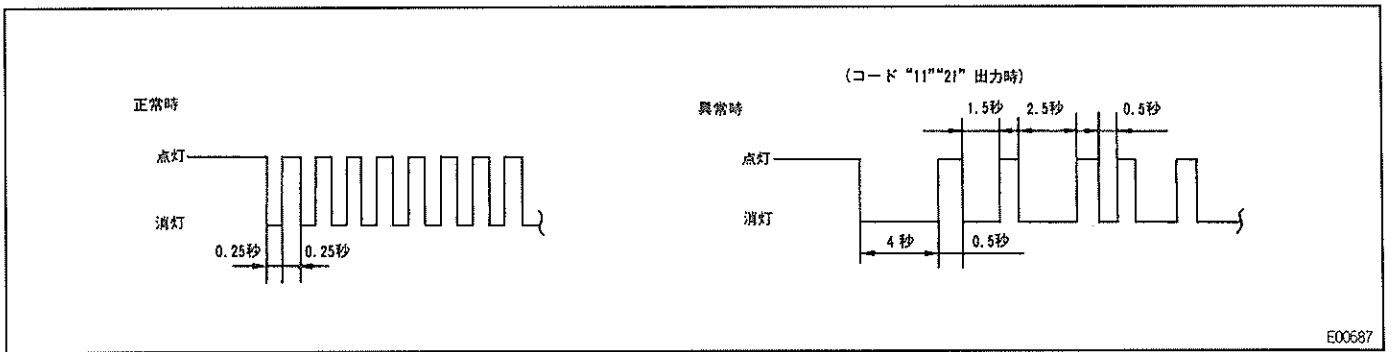 正常時
点灯
消灯
0.25秒 0.25秒
(コード "11""21" 出力時)
異常時
1.5秒 2.5秒 0.5秒
点灯
消灯
4秒 0.5秒
E00687